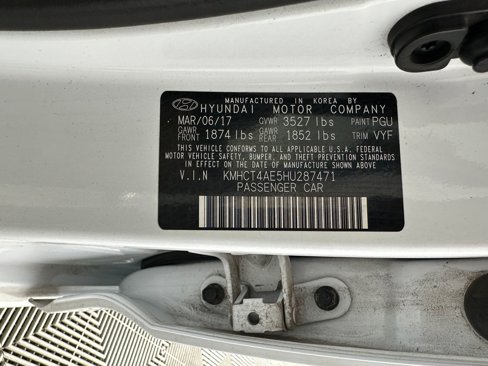 MANUFACTURED IN KOREA BY
HYUNDAI MOTOR COMPANY
MAR/06/17 GVWR 3527 lbs PAINT PGU
GAWR FRONT 1874 lbs GAWR REAR 1852 lbs TRIM VYF
THIS VEHICLE CONFORMS TO ALL APPLICABLE U.S. FEDERAL
MOTOR VEHICLE SAFETY, BUMPER, AND THEFT PREVENTION STANDARDS
IN EFFECT ON THE DATE OF MANUFACTURE SHOWN ABOVE
V.I.N KMHCT4AE5HU287471
PASSENGER CAR